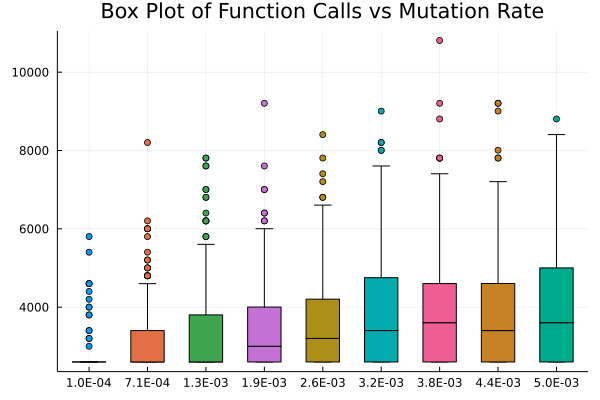 Box Plot of Function Calls vs Mutation Rate
10000
8000
6000
4000
1.0E-04 7.1E-04 1.3E-03 1.9E-03 2.6E-03 3.2E-03 3.8E-03 4.4E-03 5.0E-03